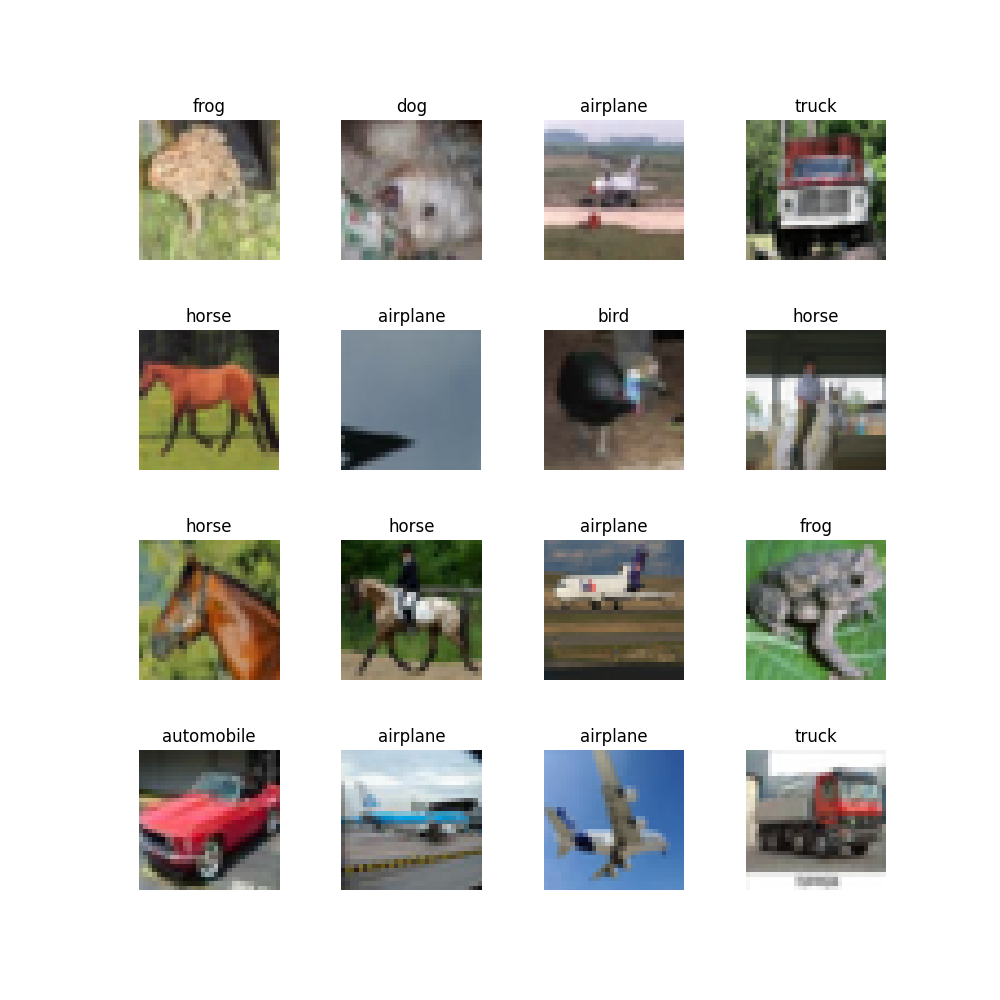 frog dog airplane truck
horse airplane bird horse
horse horse airplane frog
automobile airplane airplane truck